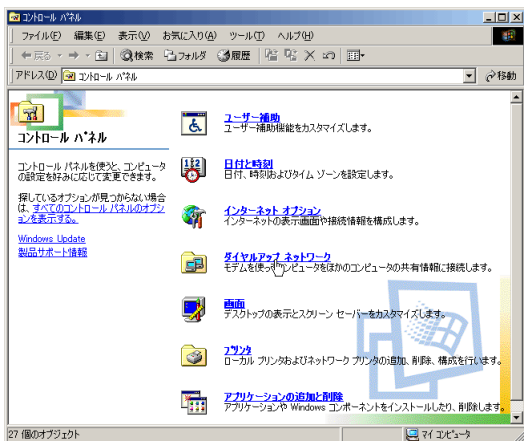 コントロール パネル
ファイル(F) 編集(E) 表示(V) お気に入り(A) ツール(T) ヘルプ(H)
戻る 検索 フォルダ 履歴
アドレス(D) コントロール パネル 移動
コントロール パネル
コントロール パネルを使うと、コンピュータ
の設定を好みに応じて変更できます。
探しているオプションが見つからない場合
は、すべてのコントロール パネルのオプシ
ョンを表示する。
Windows Update
製品サポート情報
ユーザー補助
ユーザー補助機能をカスタマイズします。
日付と時刻
日付、時刻およびタイム ゾーンを設定します。
インターネット オプション
インターネットの表示画面や接続情報を構成します。
ダイヤルアップ ネットワーク
モデムを使っ ンピュータをほかのコンピュータの共有情報に接続します。
画面
デスクトップの表示とスクリーン セーバーをカスタマイズします。
プリンタ
ローカル プリンタおよびネットワーク プリンタの追加、削除、構成を行います。
アプリケーションの追加と削除
アプリケーションや Windows コンポーネントをインストールしたり、削除します。
27 個のオブジェクト マイ コンピュータ